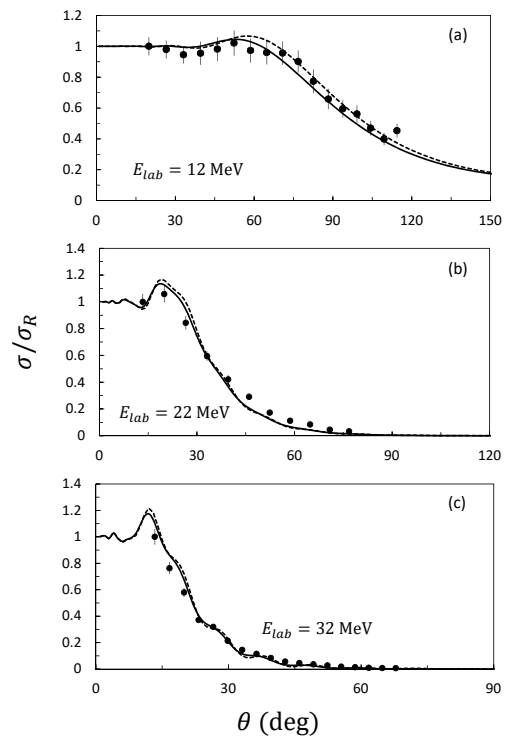 (a)
1.2
1
0.8
0.6
0.4
0.2
0
E_lab = 12 MeV
0 30 60 90 120 150
(b)
1.4
1.2
1
0.8
0.6
0.4
0.2
0
E_lab = 22 MeV
0 30 60 90 120
σ/σ_R
(c)
1.4
1.2
1
0.8
0.6
0.4
0.2
0
E_lab = 32 MeV
0 30 60 90
θ (deg)